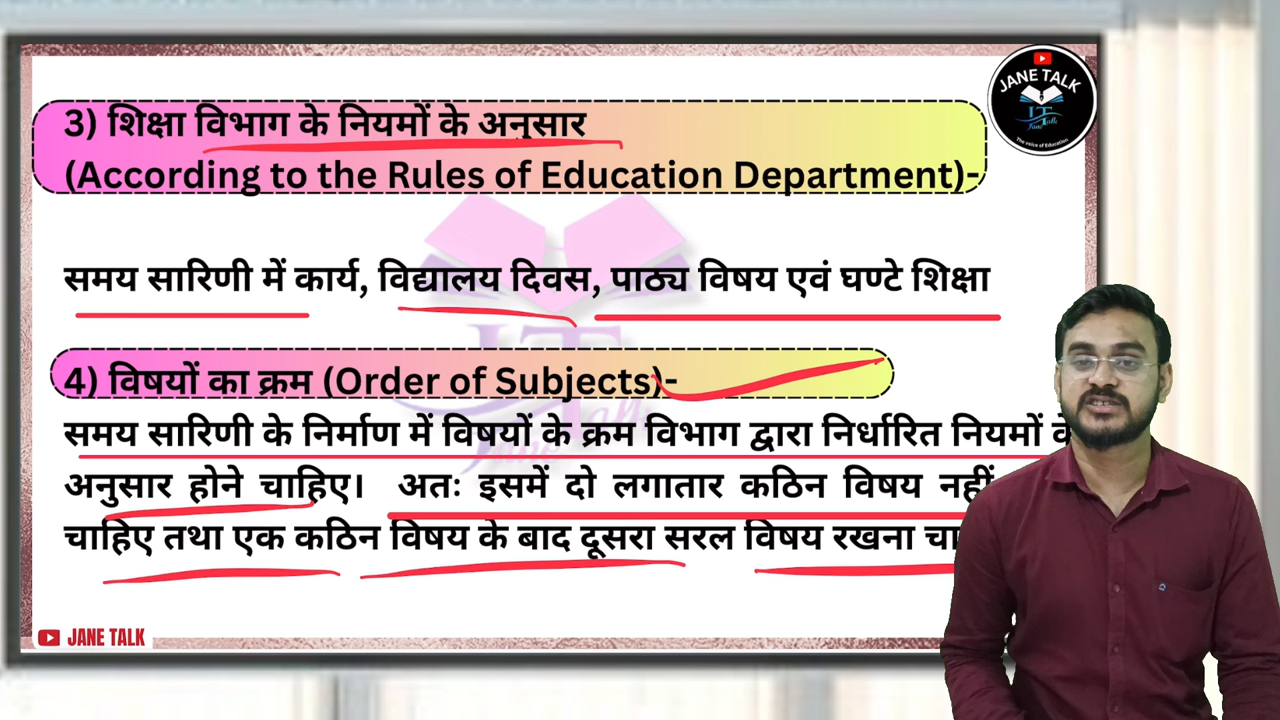 3) शिक्षा विभाग के नियमों के अनुसार
(According to the Rules of Education Department)-
JANE TALK
Jane Talk
The voice of Education
समय सारिणी में कार्य, विद्यालय दिवस, पाठ्य विषय एवं घण्टे शिक्षा
4) विषयों का क्रम (Order of Subjects)-
समय सारिणी के निर्माण में विषयों के क्रम विभाग द्वारा निर्धारित नियमों के
अनुसार होने चाहिए। अतः इसमें दो लगातार कठिन विषय नहीं
चाहिए तथा एक कठिन विषय के बाद दूसरा सरल विषय रखना
JANE TALK